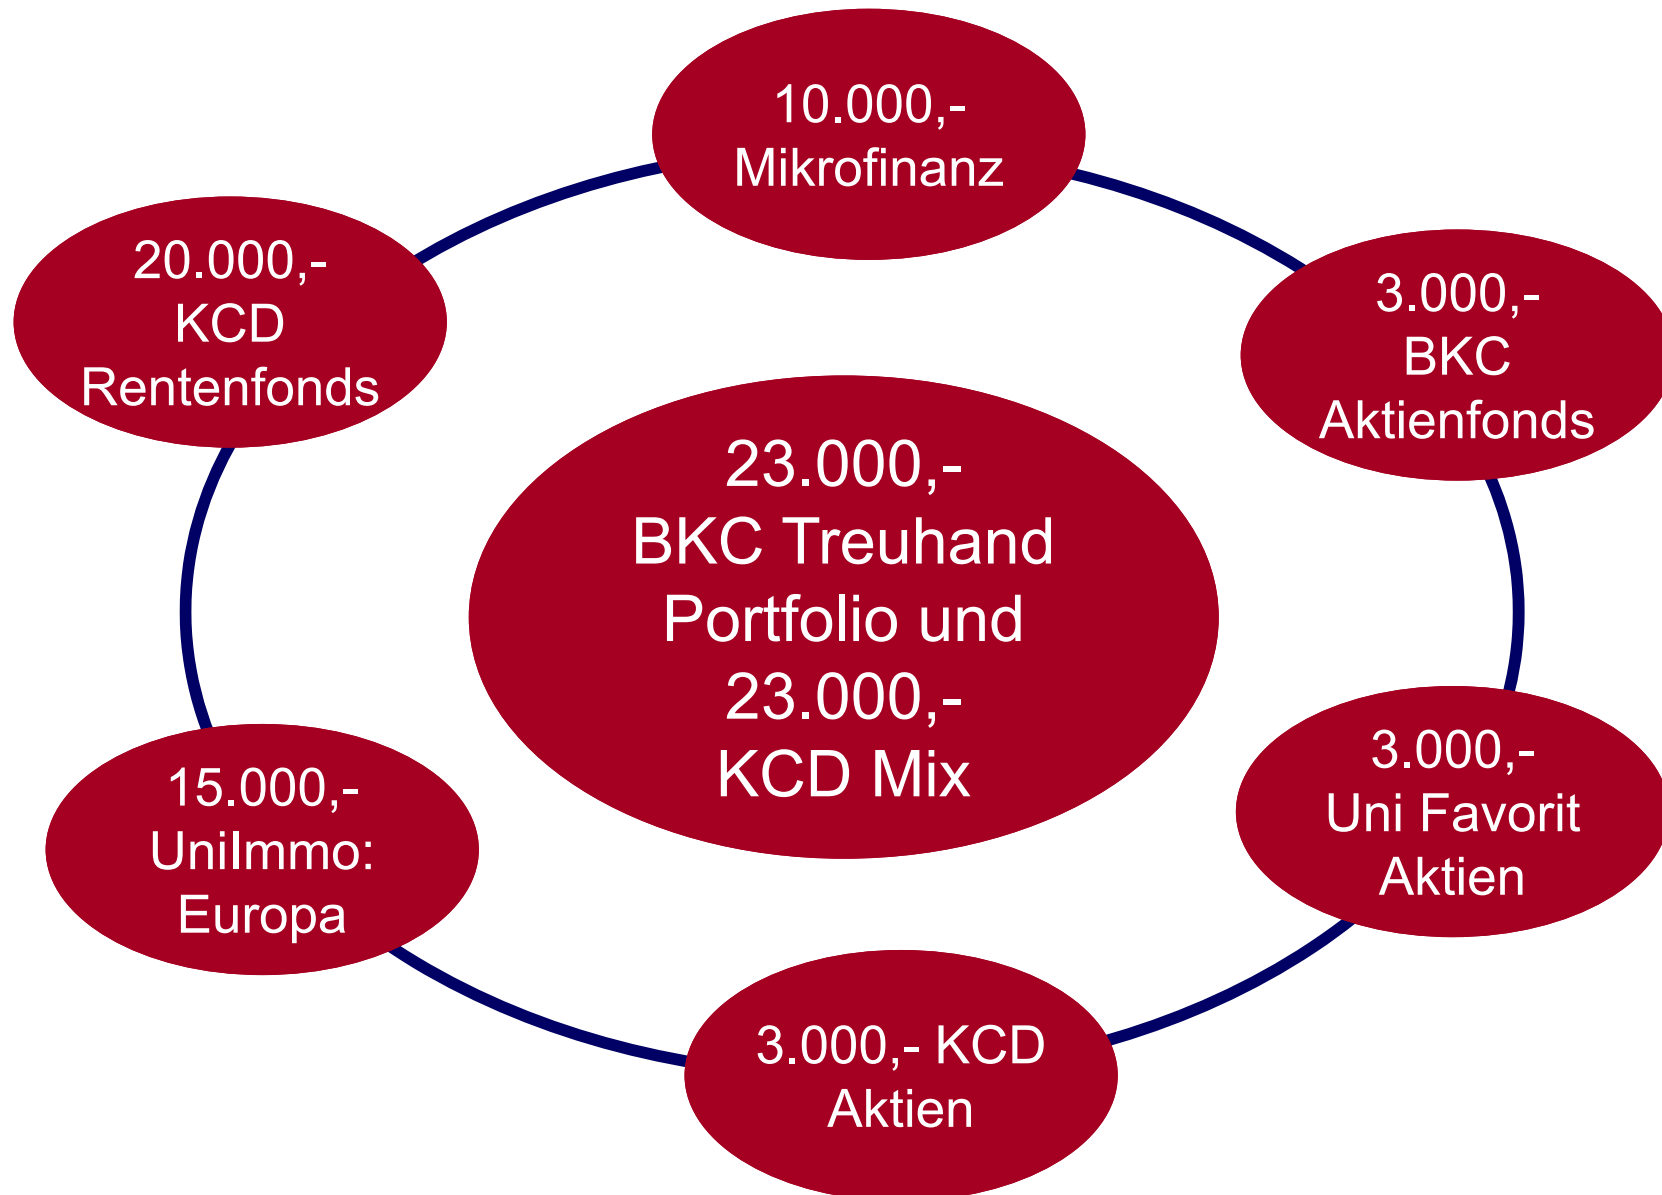 10.000,-
Mikrofinanz
20.000,-
KCD
Rentenfonds
3.000,-
BKC
Aktienfonds
23.000,-
BKC Treuhand
Portfolio und
23.000,-
KCD Mix
15.000,-
UniImmo:
Europa
3.000,-
Uni Favorit
Aktien
3.000,- KCD
Aktien